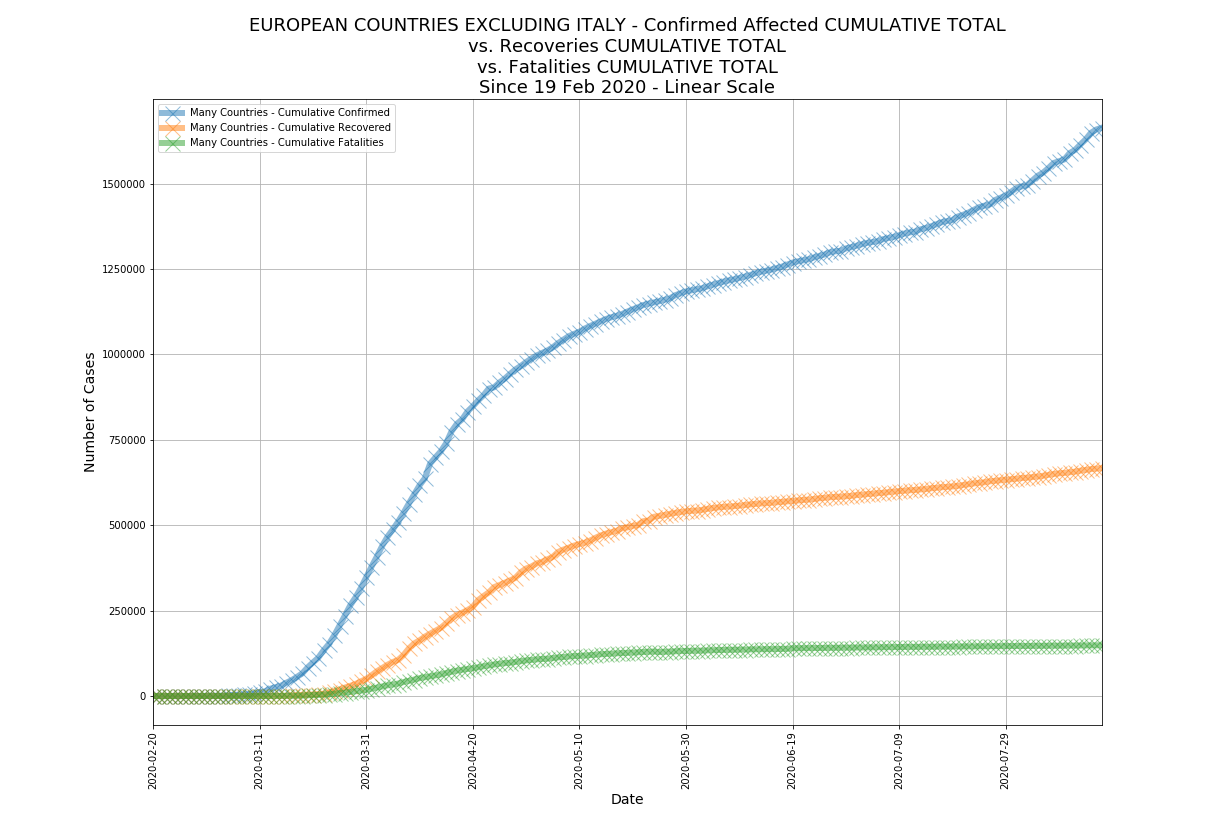 EUROPEAN COUNTRIES EXCLUDING ITALY - Confirmed Affected CUMULATIVE TOTAL
vs. Recoveries CUMULATIVE TOTAL
vs. Fatalities CUMULATIVE TOTAL
Since 19 Feb 2020 - Linear Scale
Many Countries - Cumulative Confirmed
Many Countries - Cumulative Recovered
Many Countries - Cumulative Fatalities
Number of Cases
1500000
1250000
1000000
750000
500000
250000
0
2020-02-20
2020-03-11
2020-03-31
2020-04-20
2020-05-10
2020-05-30
2020-06-19
2020-07-09
2020-07-29
Date